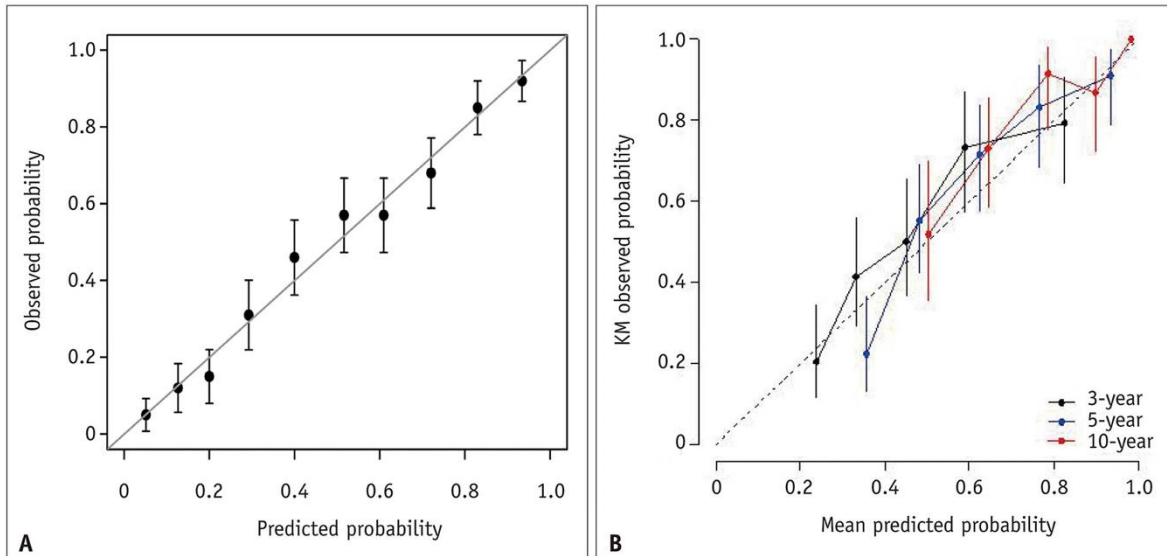 1.0
0.8
0.6
0.4
0.2
0
Observed probability
0 0.2 0.4 0.6 0.8 1.0
Predicted probability
A
1.0
0.8
0.6
0.4
0.2
0
KM observed probability
3-year
5-year
10-year
0 0.2 0.4 0.6 0.8 1.0
Mean predicted probability
B